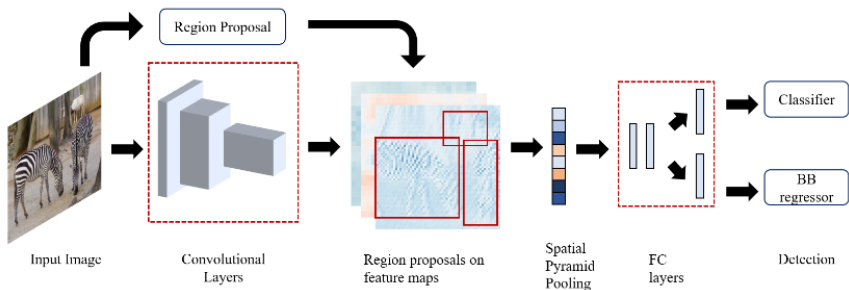 Region Proposal
Classifier
BB
regressor
Input Image
Convolutional
Layers
Region proposals on
feature maps
Spatial
Pyramid
Pooling
FC
layers
Detection